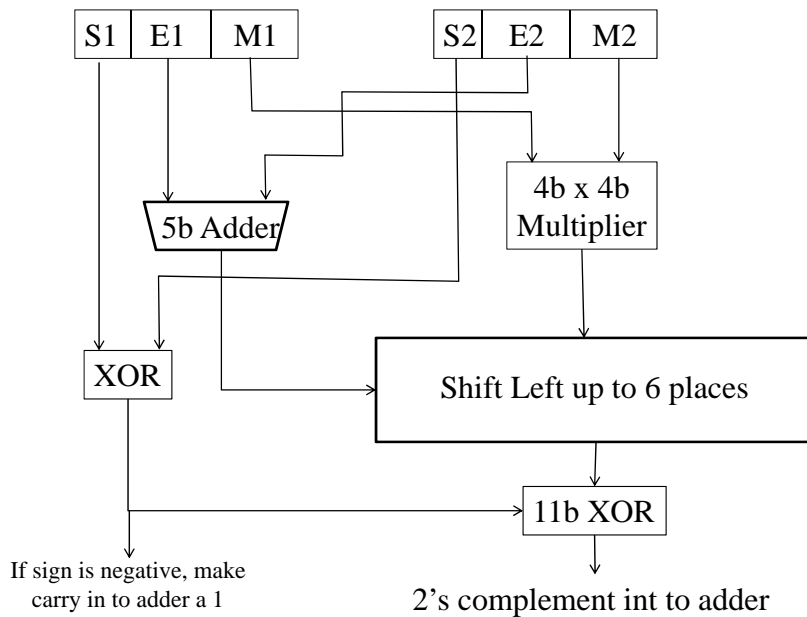 S1 E1 M1 S2 E2 M2
4b x 4b
Multiplier
5b Adder
XOR
Shift Left up to 6 places
11b XOR
If sign is negative, make
carry in to adder a 1
2's complement int to adder